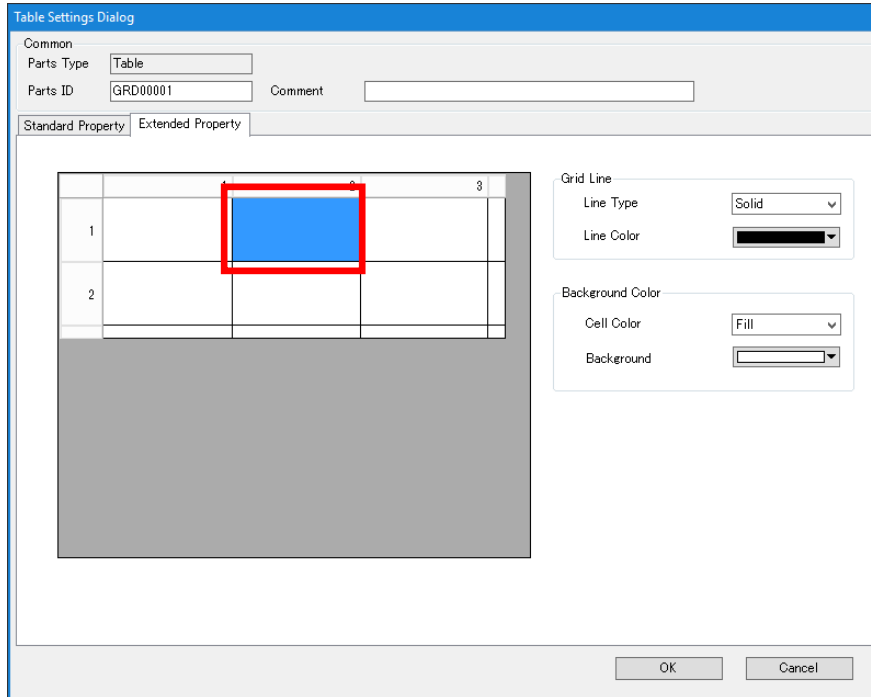 Table Settings Dialog
Common
Parts Type Table
Parts ID GRD00001 Comment
Standard Property Extended Property
3
1
2
Grid Line
Line Type Solid
Line Color
Background Color
Cell Color Fill
Background
OK Cancel